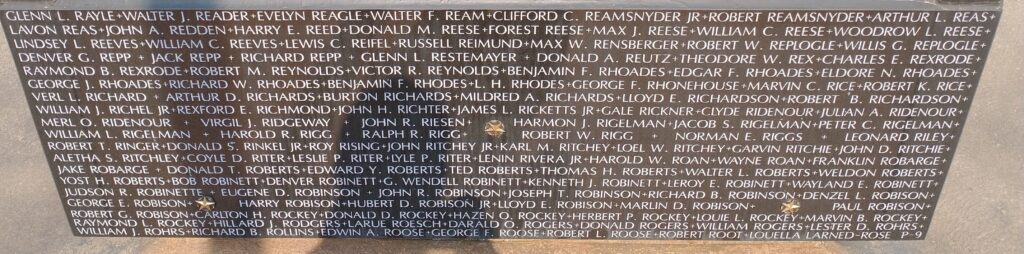 GLENN L. RAYLE+WALTER J. READER+EVELYN REAGLE+WALTER F. REAM+CLIFFORD C. REAMSNYDER JR+ROBERT REAMSNYDER+ARTHUR L. REAS+
LAVON REAS+JOHN A. REDDEN+HARRY E. REED+DONALD M. REESE+FOREST REESE+MAX J. REESE+WILLIAM C. REESE+WOODROW L. REESE+
LINDSEY L. REEVES+WILLIAM C. REEVES+LEWIS C. REIFEL+RUSSELL REIMUND+MAX W. RENSBERGER+ROBERT W. REPLOGLE+WILLIS G. REPLOGLE+
DENVER G. REPP + JACK REPP + RICHARD REPP + GLENN L. RESTEMAYER + DONALD A. REUTZ+THEODORE W. REX+CHARLES E. REXRODE+
RAYMOND B. REXRODE+ROBERT M. REYNOLDS+VICTOR R. REYNOLDS+BENJAMIN F. RHOADES+EDGAR F. RHOADES+ELDORE N. RHOADES+
GEORGE J. RHOADES+RICHARD W. RHOADES+BENJAMIN F. RHODES+L. H. RHODES+GEORGE F. RHONEHOUSE+MARVIN C. RICE+ROBERT K. RICE+
VERL L. RICHARD + ARTHUR D. RICHARDS+BURTON RICHARDS+MILDRED A. RICHARDS+LLOYD E. RICHARDSON+ROBERT B. RICHARDSON+
WILLIAM J. RICHEL JR+REXFORD E. RICHMOND+JOHN H. RICHTER+JAMES L. RICKETTS JR+GALE RICKNER+CLYDE RIDENOUR+JULIAN A. RIDENOUR+
MERL O. RIDENOUR + VIRGIL J. RIDGEWAY + JOHN R. RIESEN+ HARMON J. RIGELMAN+JACOB S. RIGELMAN+PETER C. RIGELMAN+
WILLIAM L. RIGELMAN + HAROLD R. RIGG + RALPH R. RIGG + ROBERT W. RIGG + NORMAN E. RIGGS + LEONARD RILEY+
ROBERT T. RINGER+DONALD S. RINKEL JR+ROY RISING+JOHN RITCHEY JR+KARL M. RITCHEY+LOEL W. RITCHEY+GARVIN RITCHIE+JOHN D. RITCHIE+
ALETHA S. RITCHLEY+COYLE D. RITER+LESLIE P. RITER+LYLE P. RITER+LENIN RIVERA JR+HAROLD W. ROAN+WAYNE ROAN+FRANKLIN ROBARGE+
JAKE ROBARGE + DONALD T. ROBERTS+EDWARD Y. ROBERTS+TED ROBERTS+THOMAS H. ROBERTS+WALTER L. ROBERTS+WELDON ROBERTS+
YOST H. ROBERTS+BOB ROBINETT+DENVER ROBINETT+G. WENDELL ROBINETT+KENNETH J. ROBINETT+LEROY E. ROBINETT+WAYLAND E. ROBINETT+
JUDSON R. ROBINETTE + EUGENE D. ROBINSON + JOHN R. ROBINSON+JOSEPH T. ROBINSON+RICHARD B. ROBINSON+DENZEL L. ROBISON+
GEORGE E. ROBISON+ HARRY ROBISON+HUBERT D. ROBISON JR+LLOYD E. ROBISON+MARLIN D. ROBISON+ PAUL ROBISON+
ROBERT G. ROBISON+CARLTON H. ROCKEY+DONALD D. ROCKEY+HAZEN O. ROCKEY+HERBERT P. ROCKEY+LOUIE L. ROCKEY+MARVIN B. ROCKEY+
RAYMOND L. ROCKEY+HILLARD J. RODGERS+LARUE ROESCH+DARALD O. ROGERS+DONALD ROGERS+WILLIAM ROGERS+LESTER D. ROHRS+
WILLIAM J. ROHRS+RICHARD B. ROLLINS+EDWIN A. ROOSE+GEORGE F. ROOSE+ROBERT L. ROOSE+ROBERT ROOT+LOUELLA LARNED-ROSE P-9